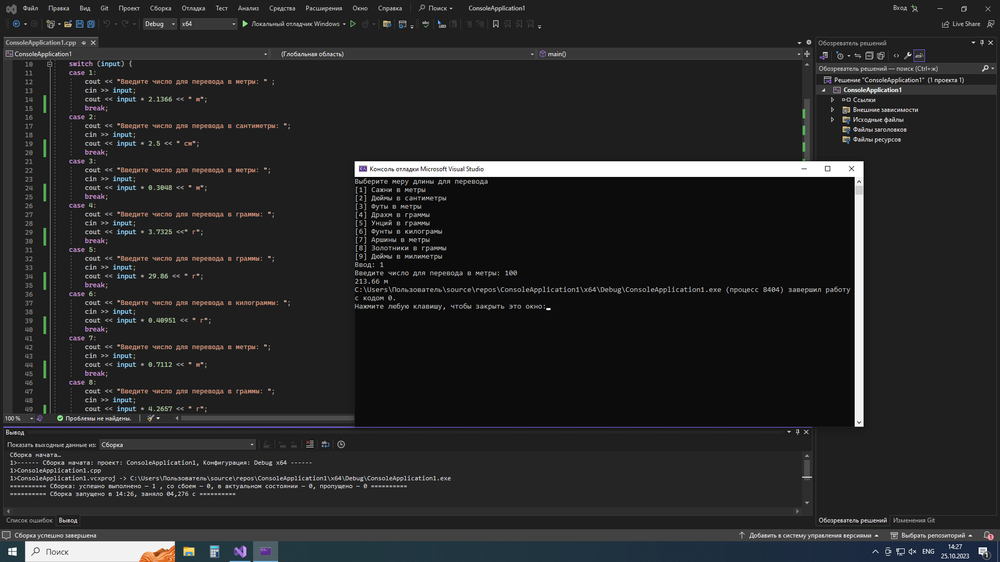 Файл Правка Вид Git Проект Сборка Отладка Тест Анализ Средства Расширения Окно Справка Поиск ConsoleApplication1 Вход
Debug x64 Локальный отладчик Windows Live Share
ConsoleApplication1.cpp
ConsoleApplication1 (Глобальная область) main()
10 switch (input) {
11 case 1:
12 cout << "Введите число для перевода в метры: " ;
13 cin >> input;
14 cout << input * 2.1366 << " м";
15 break;
16 case 2:
17 cout << "Введите число для перевода в сантиметры: ";
18 cin >> input;
19 cout << input * 2.5 << " см";
20 break;
21 case 3:
22 cout << "Введите число для перевода в метры: ";
23 cin >> input;
24 cout << input * 0.3048 << " м";
25 break;
26 case 4:
27 cout << "Введите число для перевода в граммы: ";
28 cin >> input;
29 cout << input * 3.7325 <<" г";
30 break;
31 case 5:
32 cout << "Введите число для перевода в граммы: ";
33 cin >> input;
34 cout << input * 29.86 << " г";
35 break;
36 case 6:
37 cout << "Введите число для перевода в килограммы: ";
38 cin >> input;
39 cout << input * 0.40951 << " г";
40 break;
41 case 7:
42 cout << "Введите число для перевода в метры: ";
43 cin >> input;
44 cout << input * 0.7112 << " м";
45 break;
46 case 8:
47 cout << "Введите число для перевода в граммы: ";
48 cin >> input;
49 cout << input * 4.2657 << " г";
100 % Проблемы не найдены.
Консоль отладки Microsoft Visual Studio
Выберите меру длины для перевода
[1] Сажни в метры
[2] Дюймы в сантиметры
[3] Футы в метры
[4] Драхм в граммы
[5] Унций в граммы
[6] Фунты в килограмы
[7] Аршины в метры
[8] Золотники в граммы
[9] Дюймы в милиметры
Ввод: 1
Введите число для перевода в метры: 100
213.66 м
C:\Users\Пользователь\source\repos\ConsoleApplication1\x64\Debug\ConsoleApplication1.exe (процесс 8404) завершил работу
с кодом 0.
Нажмите любую клавишу, чтобы закрыть это окно:
Обозреватель решений
Обозреватель решений — поиск (Ctrl+ж)
Решение "ConsoleApplication1" (1 проекта 1)
ConsoleApplication1
Ссылки
Внешние зависимости
Исходные файлы
Файлы заголовков
Файлы ресурсов
Вывод
Показать выходные данные из: Сборка
Сборка начата…
1>------ Сборка начата: проект: ConsoleApplication1, Конфигурация: Debug x64 ------
1>ConsoleApplication1.cpp
1>ConsoleApplication1.vcxproj -> C:\Users\Пользователь\source\repos\ConsoleApplication1\x64\Debug\ConsoleApplication1.exe
========== Сборка: успешно выполнено — 1 , со сбоем — 0, в актуальном состоянии — 0, пропущено — 0 ==========
========== Сборка запущено в 14:26, заняло 04,276 с ==========
Список ошибок Вывод
Обозреватель решений Изменения Git
Сборка успешно завершена Добавить в систему управления версиями Выбрать репозиторий 1
Поиск ENG 14:27
25.10.2023 1